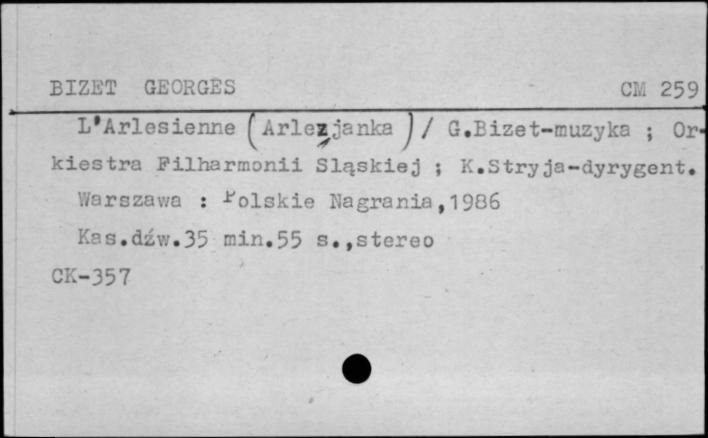 BIZET GEORGES CM 259
L'Arlesienne (Arlezjanka) / G.Bizet-muzyka ; Or-
kiestra Filharmonii Sląskiej ; K.Stryja-dyrygent.
Warszawa : Polskie Nagrania,1986
Kas.dźw.35 min.55 s.,stereo
CK-357